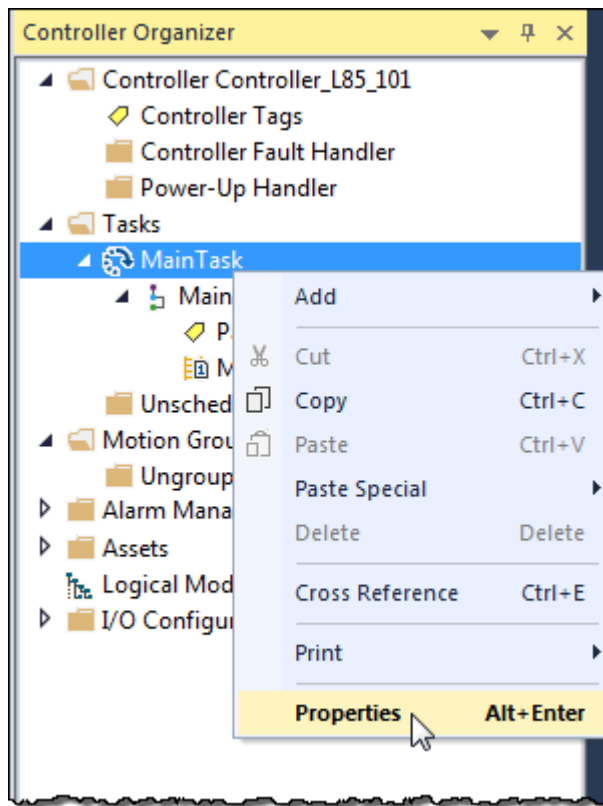 Controller Organizer
Controller Controller_L85_101
Controller Tags
Controller Fault Handler
Power-Up Handler
Tasks
MainTask
Main
P
1 M
Unsched
Motion Grou
Ungroup
Alarm Mana
Assets
Logical Mod
I/O Configu
Add
Cut Ctrl+X
Copy Ctrl+C
Paste Ctrl+V
Paste Special
Delete Delete
Cross Reference Ctrl+E
Print
Properties Alt+Enter